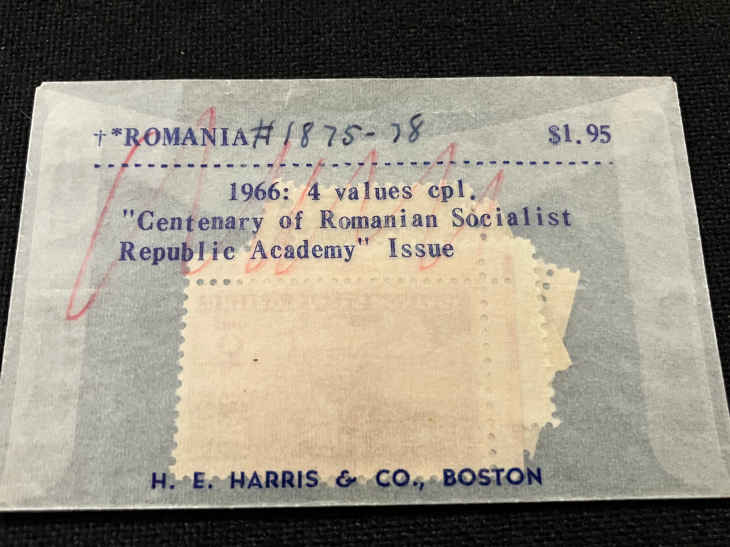 †*ROMANIA #1875-78 $1.95
1966: 4 values cpl.
"Centenary of Romanian Socialist
Republic Academy" Issue
H. E. HARRIS & CO., BOSTON